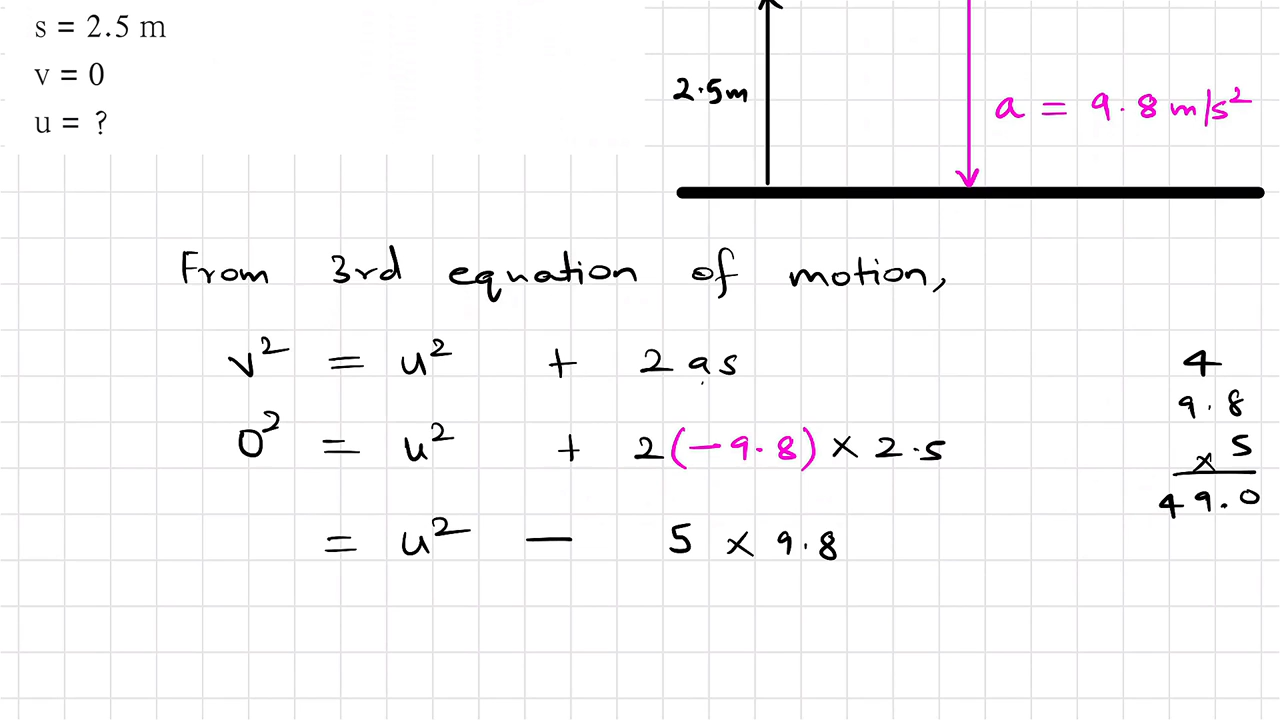 s = 2.5 m
v = 0
u = ?
2.5m
a = 9.8 m/s²
From 3rd equation of motion,
v² = u² + 2as
0² = u² + 2(-9.8) × 2.5
= u² - 5 × 9.8
4
9.8
× 5
49.0